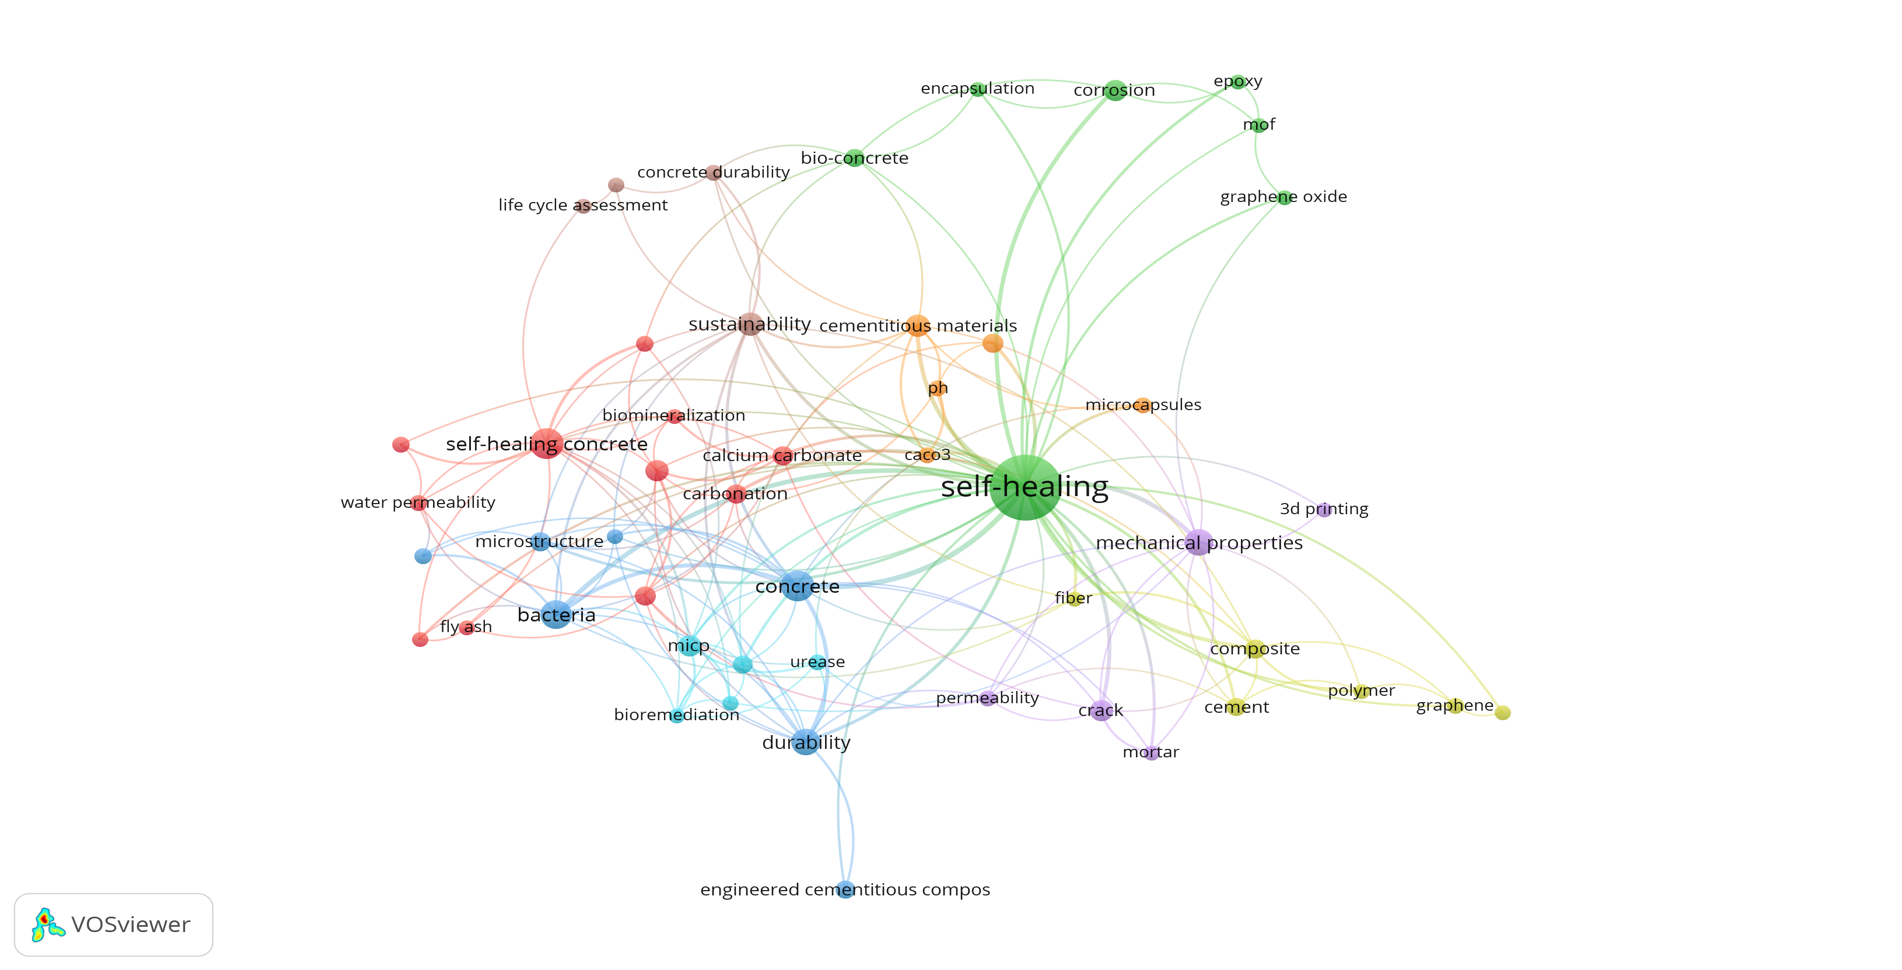 epoxy
encapsulation
corrosion
mof
bio-concrete
concrete durability
graphene oxide
life cycle assessment
sustainability
cementitious materials
ph
microcapsules
biomineralization
self-healing concrete
calcium carbonate
caco3
self-healing
carbonation
water permeability
3d printing
microstructure
mechanical properties
concrete
fiber
bacteria
fly ash
micp
composite
urease
polymer
permeability
graphene
cement
crack
bioremediation
durability
mortar
engineered cementitious compos
VOSviewer